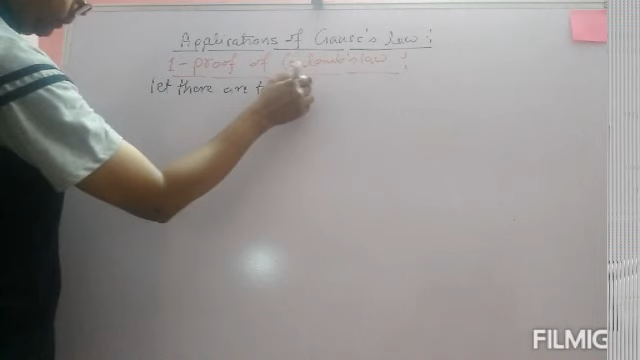 Applications of Gauss's law :
1- proof of Coulomb's law :
let there are t
FILMIG